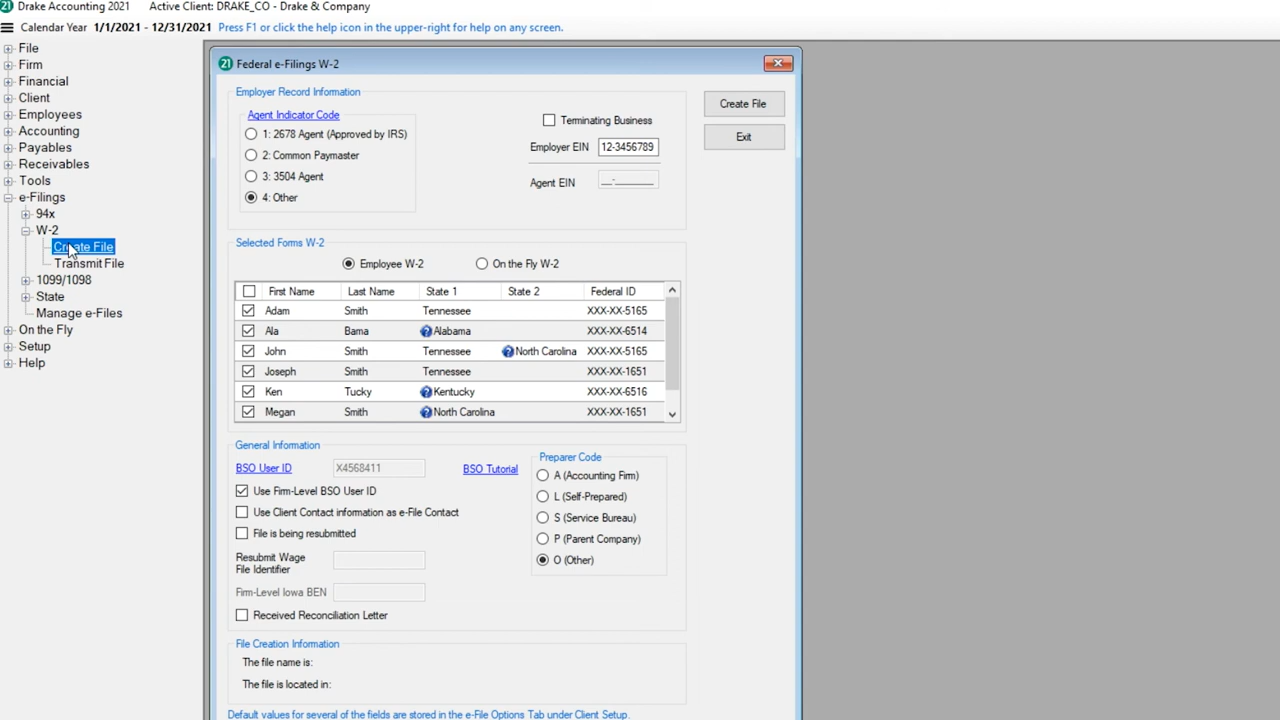 21 Drake Accounting 2021 Active Client: DRAKE_CO - Drake & Company
Calendar Year 1/1/2021 - 12/31/2021 Press F1 or click the help icon in the upper-right for help on any screen.
File
Firm
Financial
Client
Employees
Accounting
Payables
Receivables
Tools
e-Filings
94x
W-2
Create File
Transmit File
1099/1098
State
Manage e-Files
On the Fly
Setup
Help
21 Federal e-Filings W-2
Employer Record Information
Agent Indicator Code
1: 2678 Agent (Approved by IRS)
2: Common Paymaster
3: 3504 Agent
4: Other
Terminating Business
Employer EIN 12-3456789
Agent EIN __-_______
Create File
Exit
Selected Forms W-2
Employee W-2 On the Fly W-2
First Name Last Name State 1 State 2 Federal ID
Adam Smith Tennessee XXX-XX-5165
Ala Bama ? Alabama XXX-XX-6514
John Smith Tennessee ? North Carolina XXX-XX-5165
Joseph Smith Tennessee XXX-XX-1651
Ken Tucky ? Kentucky XXX-XX-6516
Megan Smith ? North Carolina XXX-XX-1651
General Information
BSO User ID X4568411 BSO Tutorial
Use Firm-Level BSO User ID
Use Client Contact information as e-File Contact
File is being resubmitted
Resubmit Wage
File Identifier
Firm-Level Iowa BEN
Received Reconciliation Letter
Preparer Code
A (Accounting Firm)
L (Self-Prepared)
S (Service Bureau)
P (Parent Company)
O (Other)
File Creation Information
The file name is:
The file is located in:
Default values for several of the fields are stored in the e-File Options Tab under Client Setup.